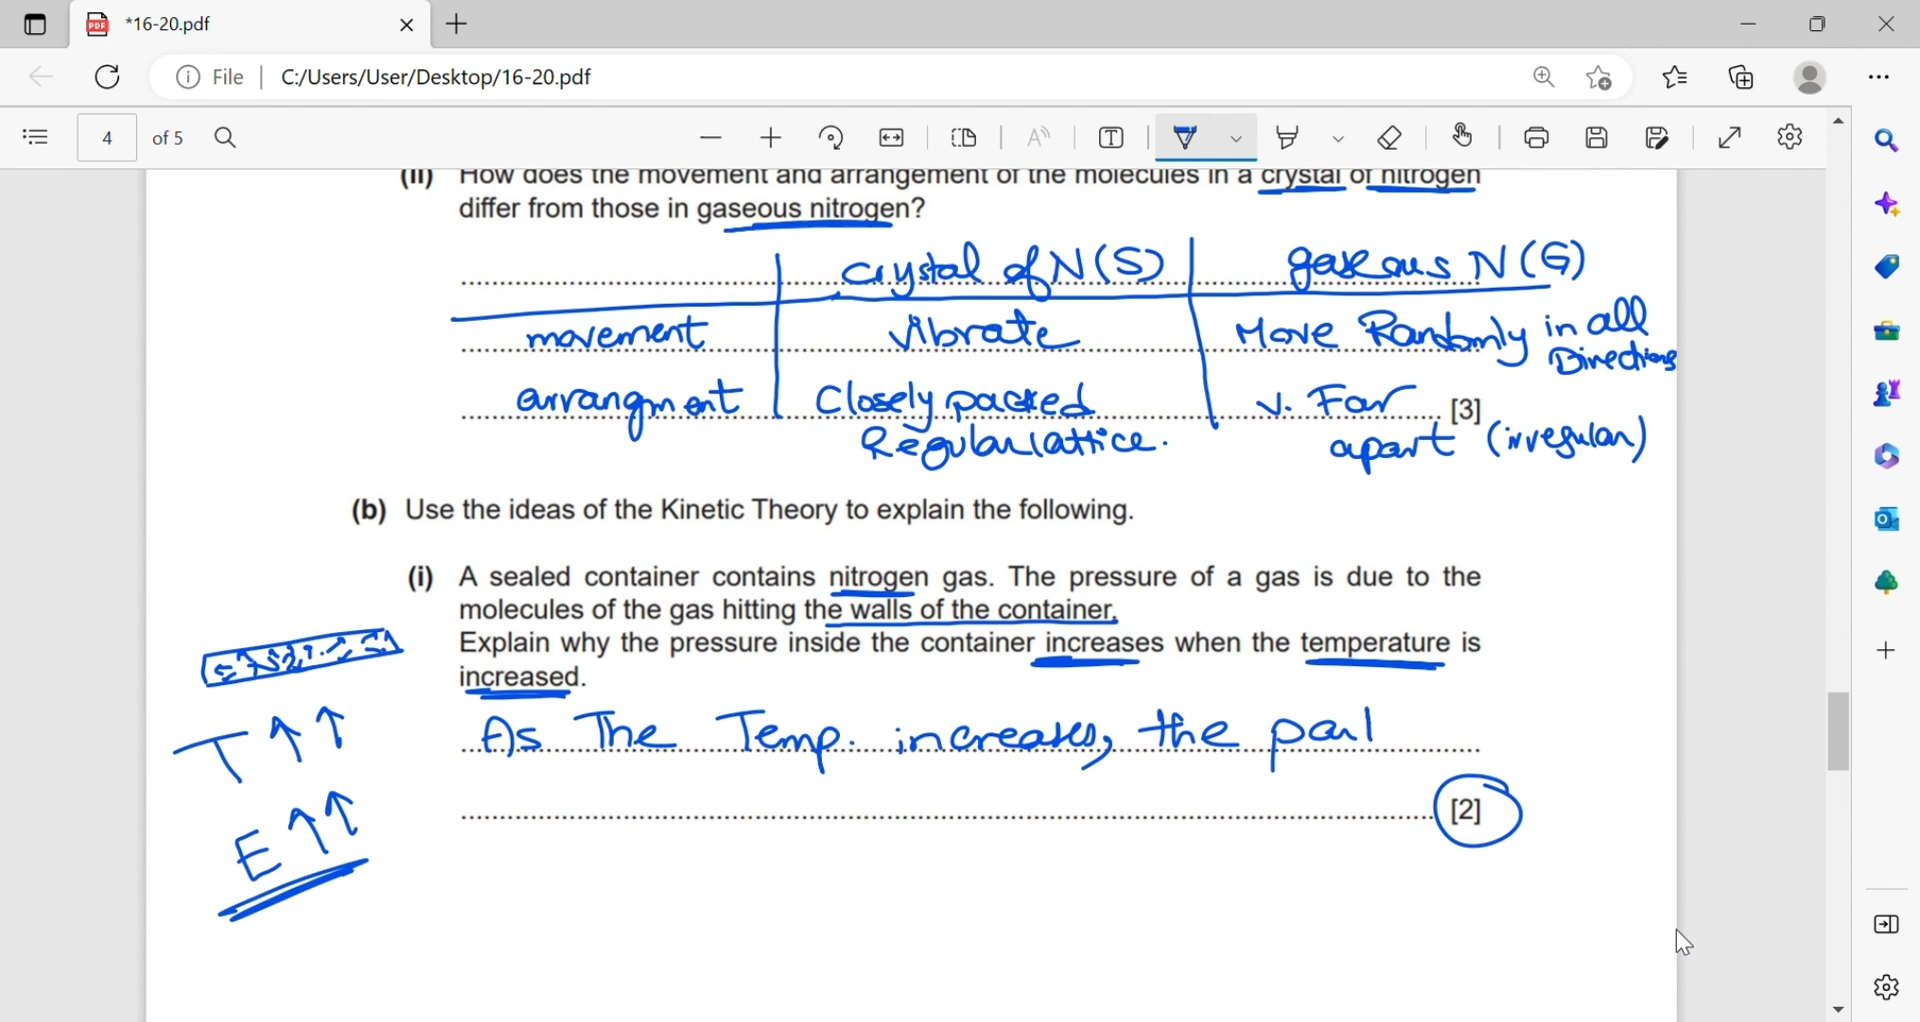 *16-20.pdf
File C:/Users/User/Desktop/16-20.pdf
4 of 5
(ii) How does the movement and arrangement of the molecules in a crystal of nitrogen
differ from those in gaseous nitrogen?
crystal of N (S) gaseous N (G)
movement vibrate Move Randomly in all Directions
arrangment Closely packed v. Far [3]
Regular lattice. apart (irregular)
(b) Use the ideas of the Kinetic Theory to explain the following.
(i) A sealed container contains nitrogen gas. The pressure of a gas is due to the
molecules of the gas hitting the walls of the container.
Explain why the pressure inside the container increases when the temperature is
increased.
T ↑ ↑
As The Temp. increases, the parl
E ↑↑
[2]